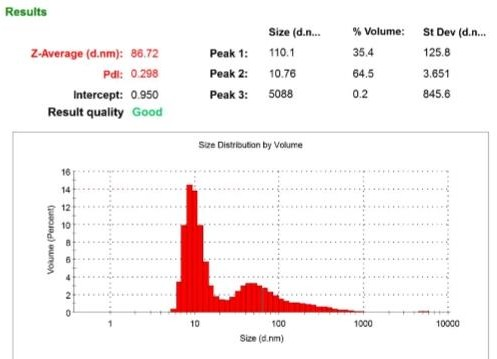 Results
Size (d.n... % Volume: St Dev (d.n...
Z-Average (d.nm): 86.72 Peak 1: 110.1 35.4 125.8
PdI: 0.298 Peak 2: 10.76 64.5 3.651
Intercept: 0.950 Peak 3: 5088 0.2 845.6
Result quality Good
Size Distribution by Volume
Volume (Percent)
16
14
12
10
8
6
4
2
0
1 10 100 1000 10000
Size (d.nm)